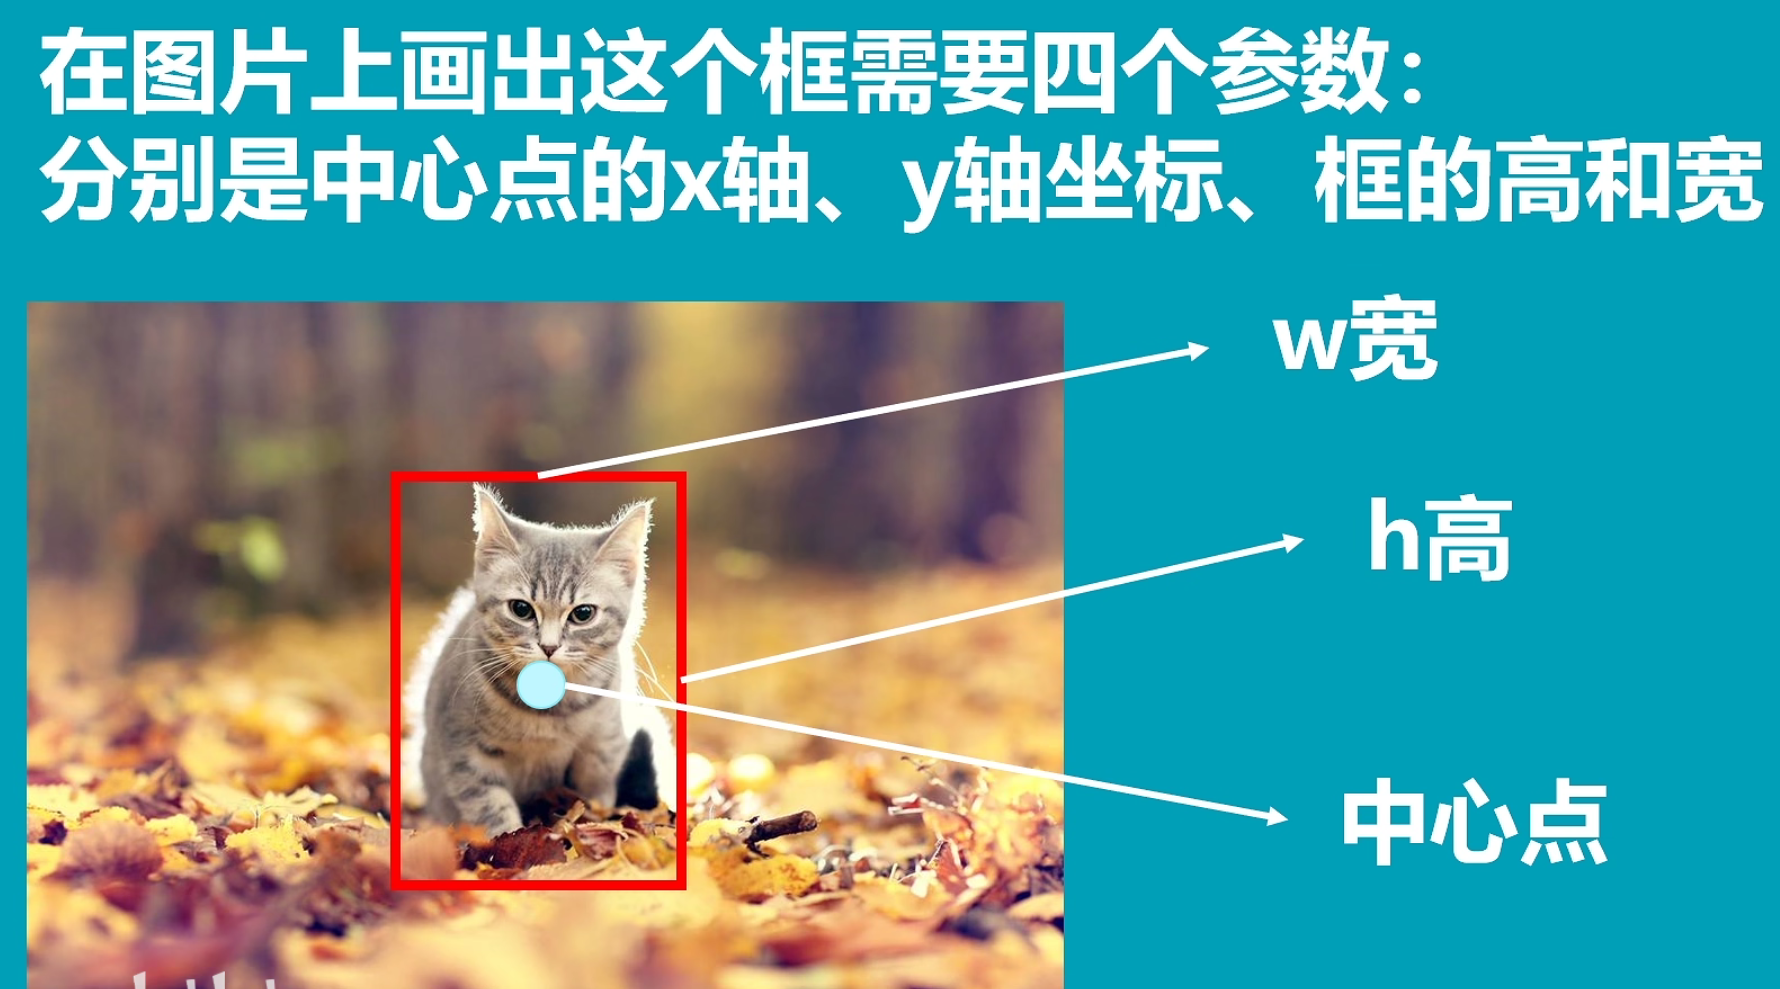 在图片上画出这个框需要四个参数：
分别是中心点的x轴、y轴坐标、框的高和宽
w宽
h高
中心点